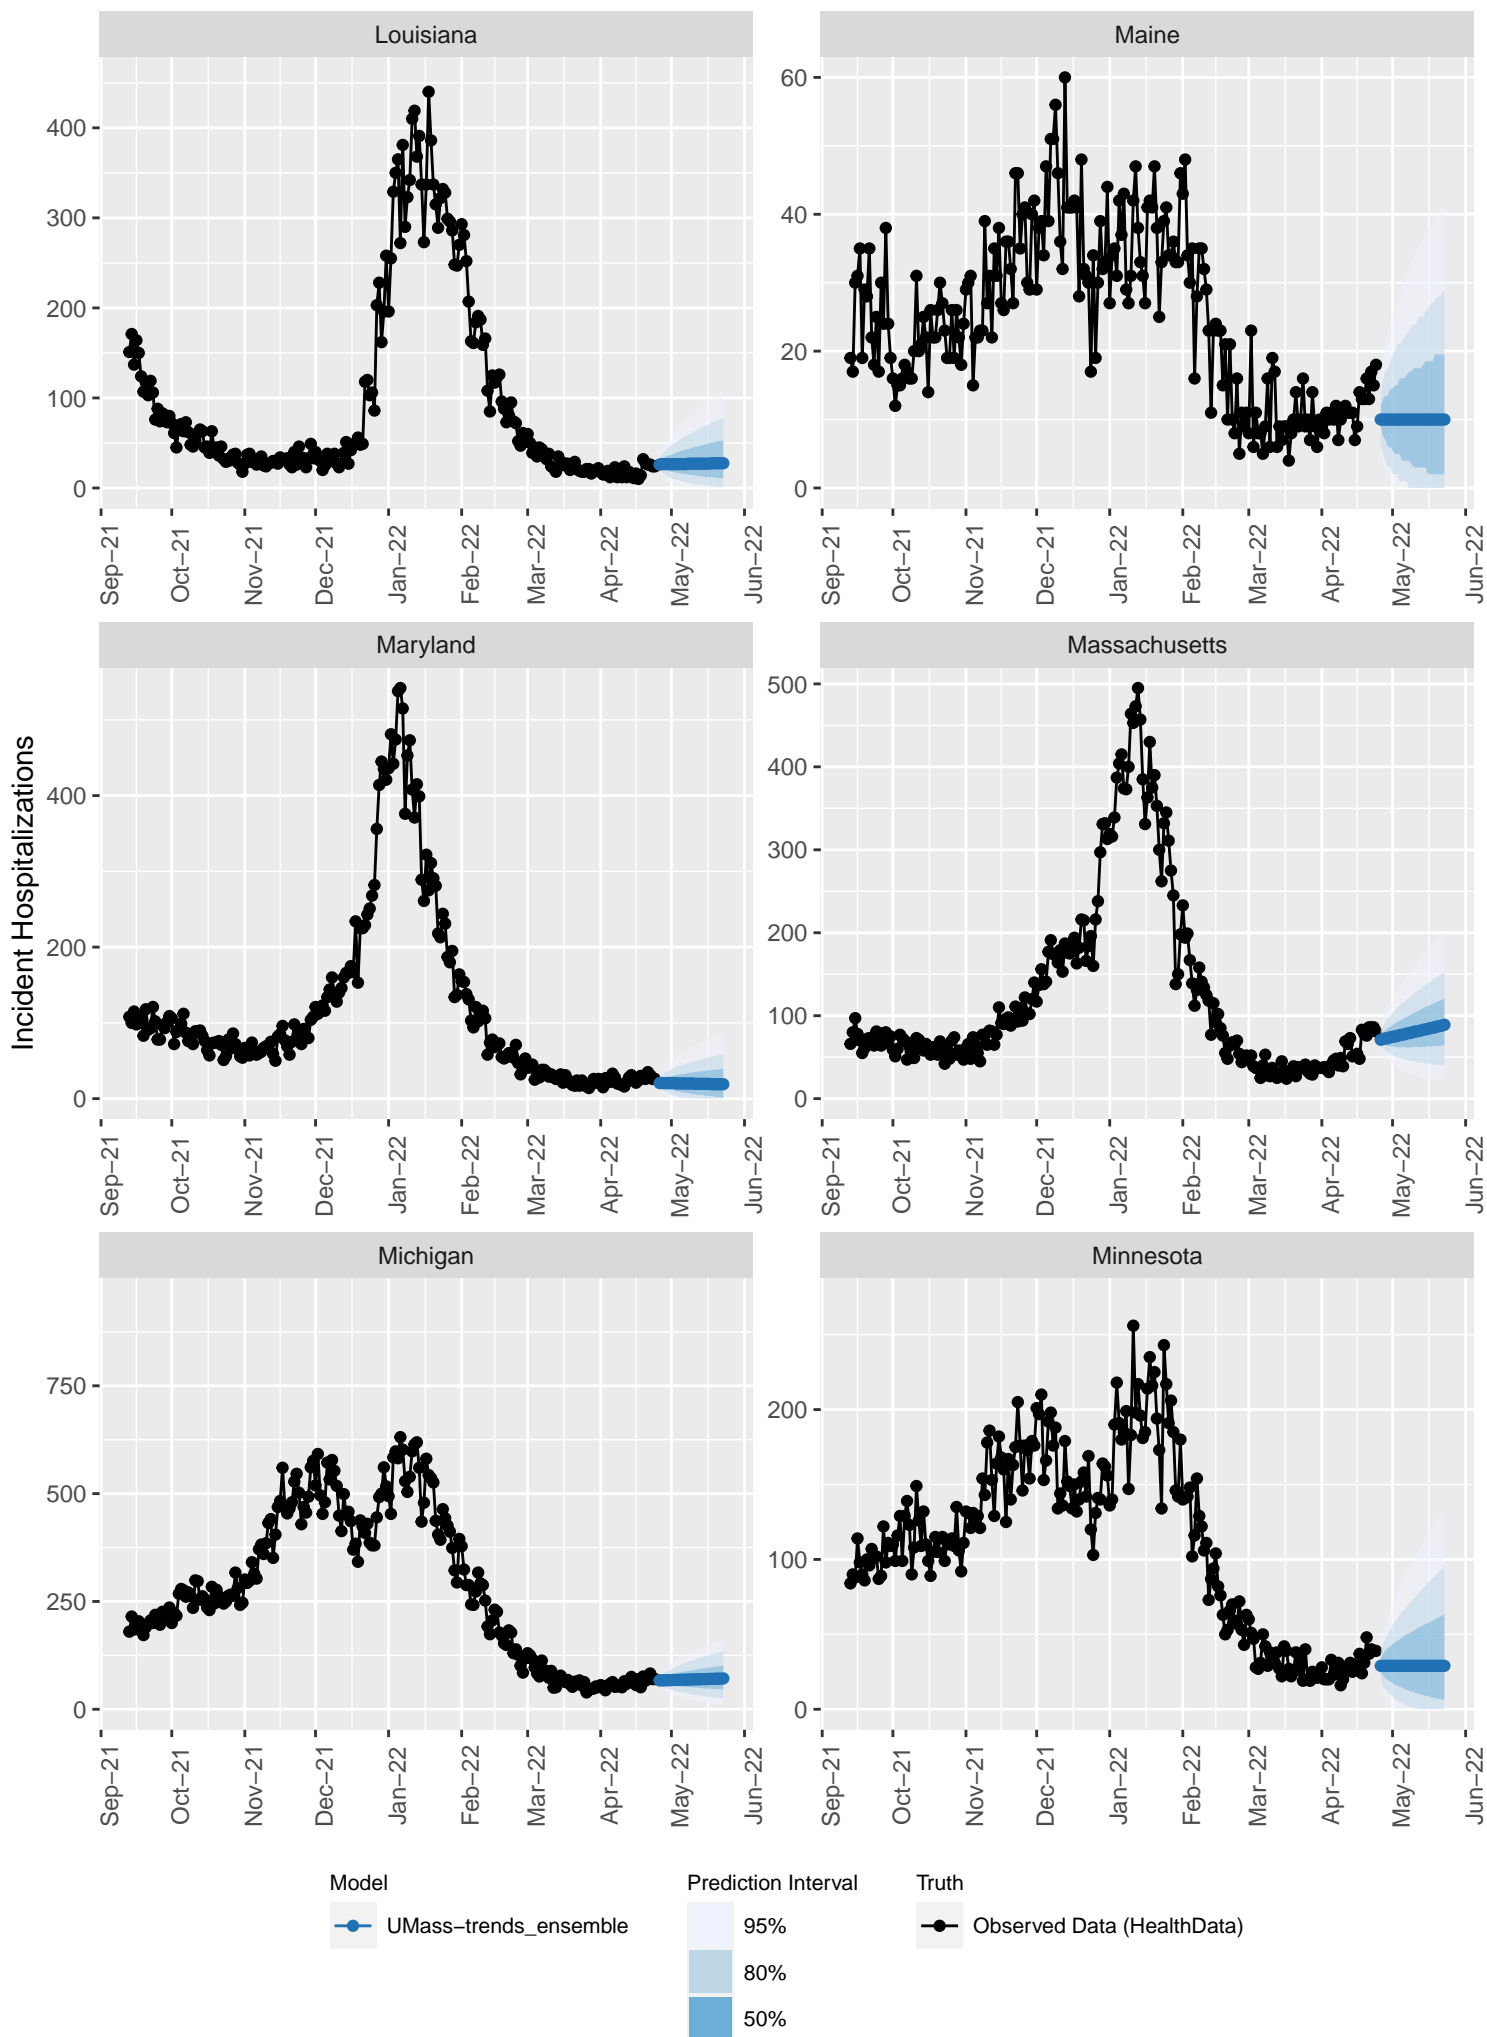 Louisiana
Maine
400
300
200
100
0
60
40
20
0
Sep−21
Oct−21
Nov−21
Dec−21
Jan−22
Feb−22
Mar−22
Apr−22
May−22
Jun−22
Sep−21
Oct−21
Nov−21
Dec−21
Jan−22
Feb−22
Mar−22
Apr−22
May−22
Jun−22
Incident Hospitalizations
Maryland
Massachusetts
400
200
0
500
400
300
200
100
0
Sep−21
Oct−21
Nov−21
Dec−21
Jan−22
Feb−22
Mar−22
Apr−22
May−22
Jun−22
Sep−21
Oct−21
Nov−21
Dec−21
Jan−22
Feb−22
Mar−22
Apr−22
May−22
Jun−22
Michigan
Minnesota
750
500
250
0
200
100
0
Sep−21
Oct−21
Nov−21
Dec−21
Jan−22
Feb−22
Mar−22
Apr−22
May−22
Jun−22
Sep−21
Oct−21
Nov−21
Dec−21
Jan−22
Feb−22
Mar−22
Apr−22
May−22
Jun−22
Model
UMass−trends_ensemble
Prediction Interval
95%
80%
50%
Truth
Observed Data (HealthData)